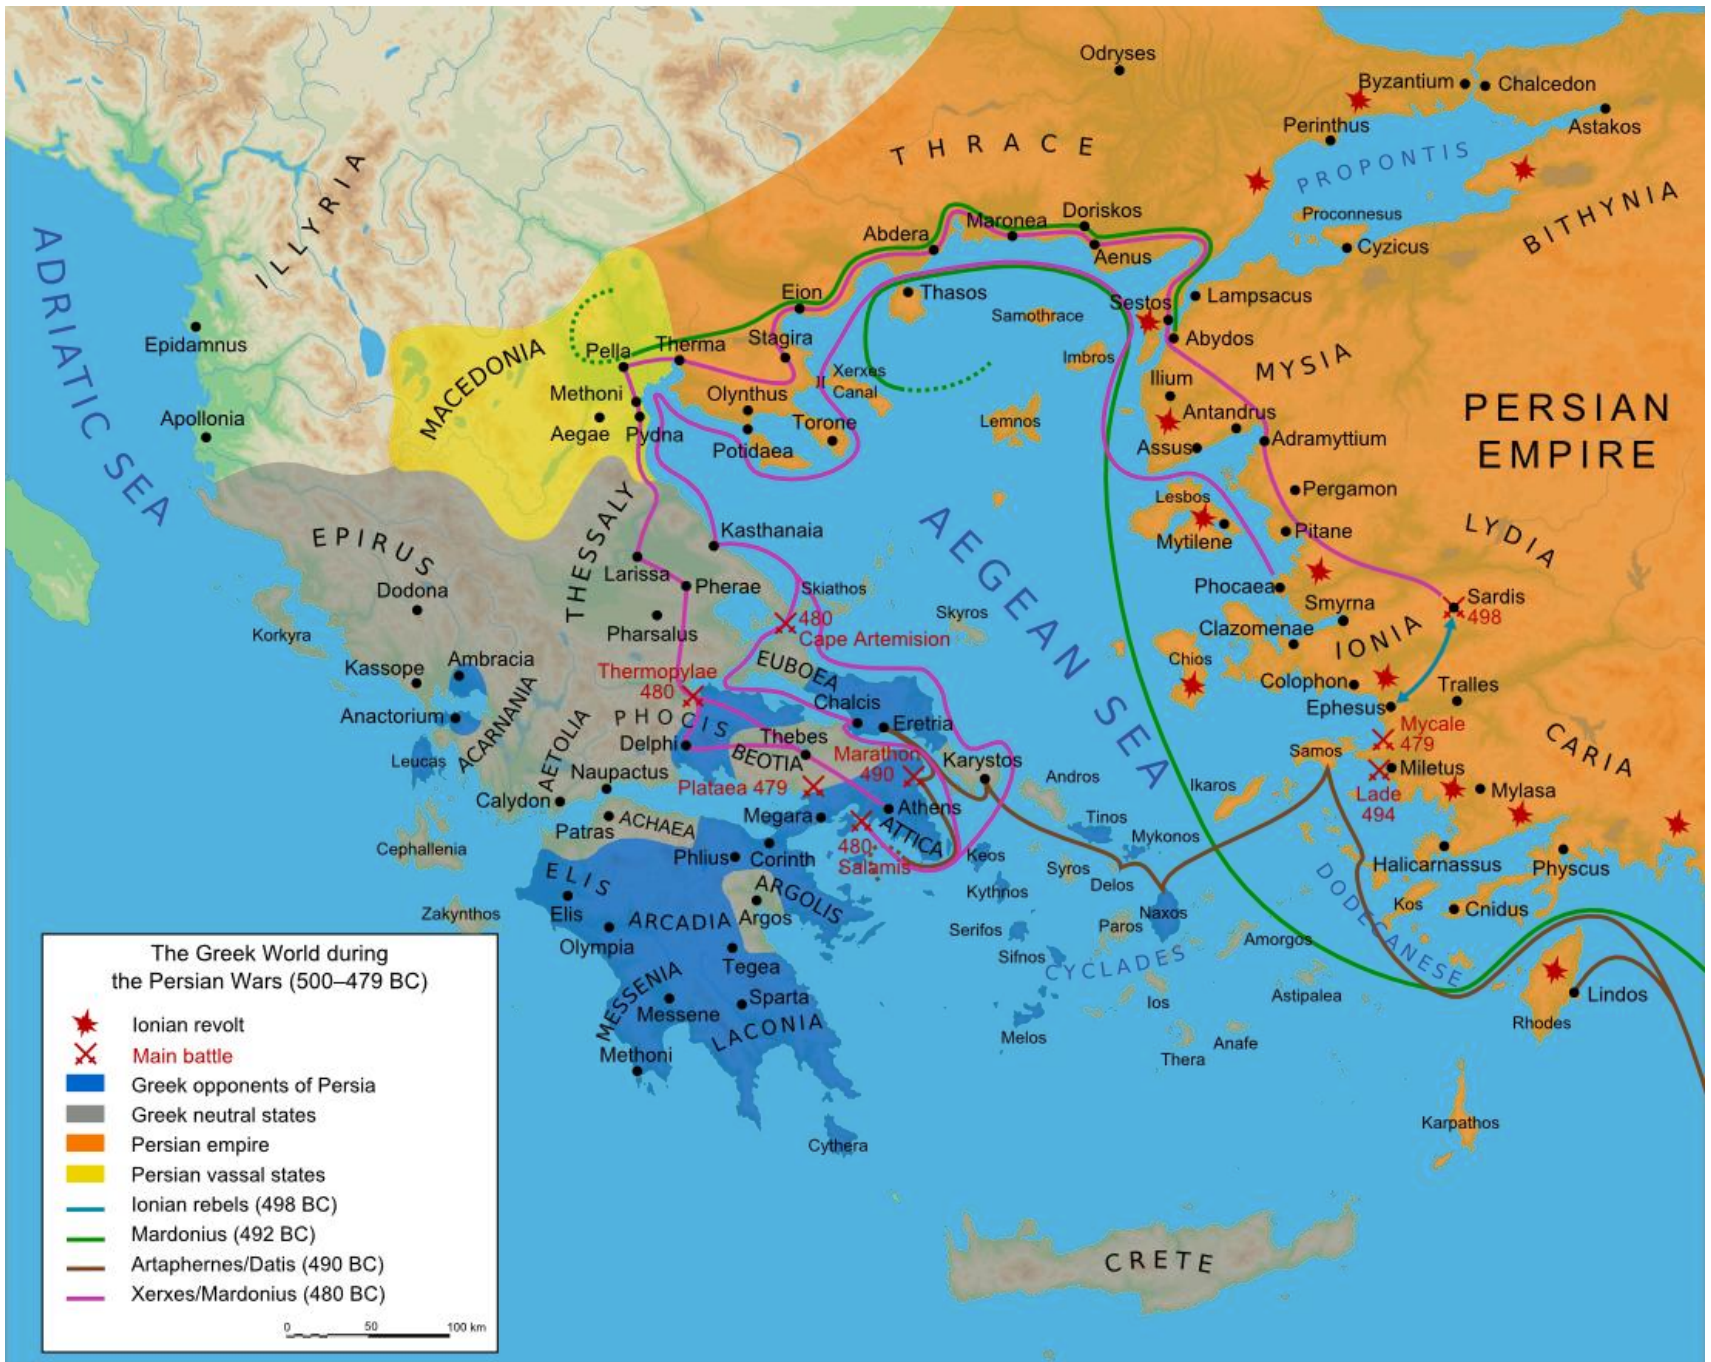 Odryses
Byzantium
Chalcedon
Astakos
Perinthus
THRACE
PROPONTIS
BITHYNIA
ILLYRIA
ADRIATIC SEA
Proconnesus
Cyzicus
Doriskos
Maronea
Abdera
Aenus
Eion
Thasos
Sestos
Lampsacus
Samothrace
Epidamnus
Stagira
Therma
Pella
Abydos
Imbros
MYSIA
MACEDONIA
Xerxes
Canal
Ilium
Methoni
Olynthus
Antandrus
PERSIAN
EMPIRE
Apollonia
Aegae
Pydna
Torone
Lemnos
Potidaea
Assus
Adramyttium
Lesbos
Pergamon
Mytilene
Pitane
LYDIA
AEGEAN SEA
Kasthanaia
THESSALY
EPIRUS
Larissa
Pherae
Skiathos
Dodona
Phocaea
Sardis
498
Smyrna
Skyros
480
Cape Artemision
Korkyra
Pharsalus
Clazomenae
IONIA
Kassope
Ambracia
Thermopylae
480
EUBOEA
Chios
Colophon
Tralles
Chalcis
Anactorium
ACARNANIA
PHOCIS
Eretria
Ephesus
Mycale
479
CARIA
Delphi
Thebes
BEOTIA
Marathon
490
Karystos
Samos
Leucas
AETOLIA
Naupactus
Plataea 479
Andros
Ikaros
Miletus
Lade
494
Mylasa
Calydon
Athens
Megara
ATTICA
Tinos
Patras
ACHAEA
Mykonos
480
Salamis
Cephallenia
Phlius
Corinth
Keos
Syros
Halicarnassus
Physcus
ELIS
ARGOLIS
Kythnos
Delos
DODECANESE
Kos
Cnidus
Zakynthos
Elis
ARCADIA
Argos
Naxos
Paros
Serifos
Olympia
Amorgos
Sifnos
CYCLADES
Tegea
MESSENIA
Sparta
Messene
Ios
Astipalea
Lindos
LACONIA
Rhodes
Melos
Anafe
Methoni
Thera
Karpathos
Cythera
CRETE
The Greek World during
the Persian Wars (500–479 BC)
Ionian revolt
Main battle
Greek opponents of Persia
Greek neutral states
Persian empire
Persian vassal states
Ionian rebels (498 BC)
Mardonius (492 BC)
Artaphernes/Datis (490 BC)
Xerxes/Mardonius (480 BC)
0 50 100 km